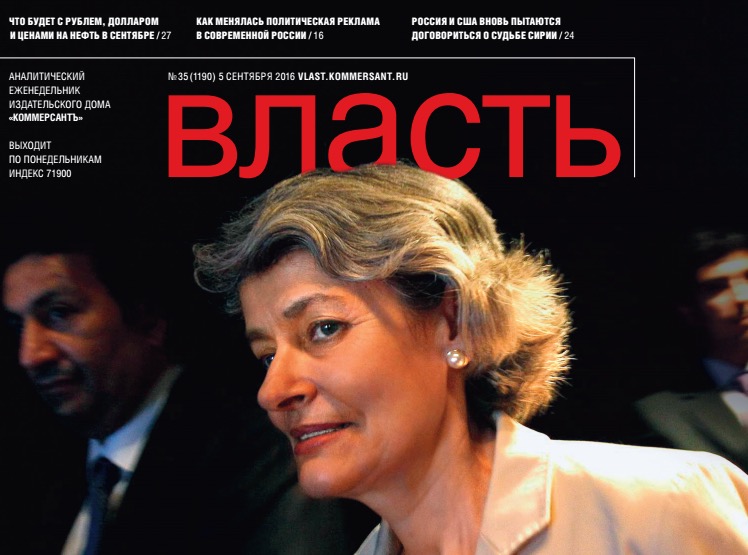 ЧТО БУДЕТ С РУБЛЕМ, ДОЛЛАРОМ
И ЦЕНАМИ НА НЕФТЬ В СЕНТЯБРЕ / 27
КАК МЕНЯЛАСЬ ПОЛИТИЧЕСКАЯ РЕКЛАМА
В СОВРЕМЕННОЙ РОССИИ / 16
РОССИЯ И США ВНОВЬ ПЫТАЮТСЯ
ДОГОВОРИТЬСЯ О СУДЬБЕ СИРИИ / 24
АНАЛИТИЧЕСКИЙ
ЕЖЕНЕДЕЛЬНИК
ИЗДАТЕЛЬСКОГО ДОМА
«КОММЕРСАНТЪ»
ВЫХОДИТ
ПО ПОНЕДЕЛЬНИКАМ
ИНДЕКС 71900
№35 (1190) 5 СЕНТЯБРЯ 2016 VLAST.KOMMERSANT.RU
власть